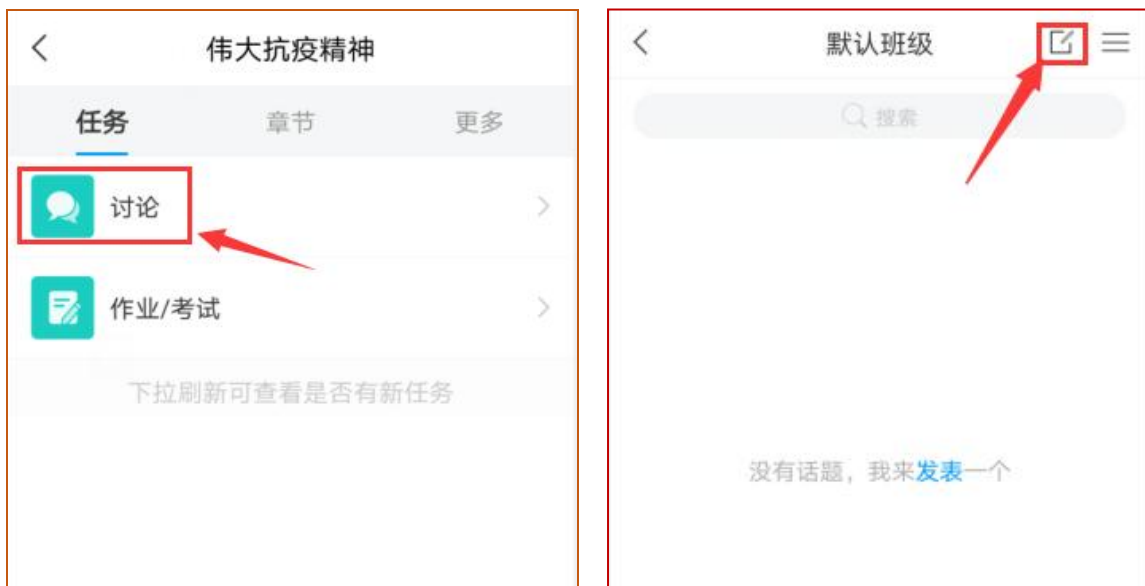 伟大抗疫精神
任务 章节 更多
讨论
作业/考试
下拉刷新可查看是否有新任务
默认班级
搜索
没有话题，我来发表一个